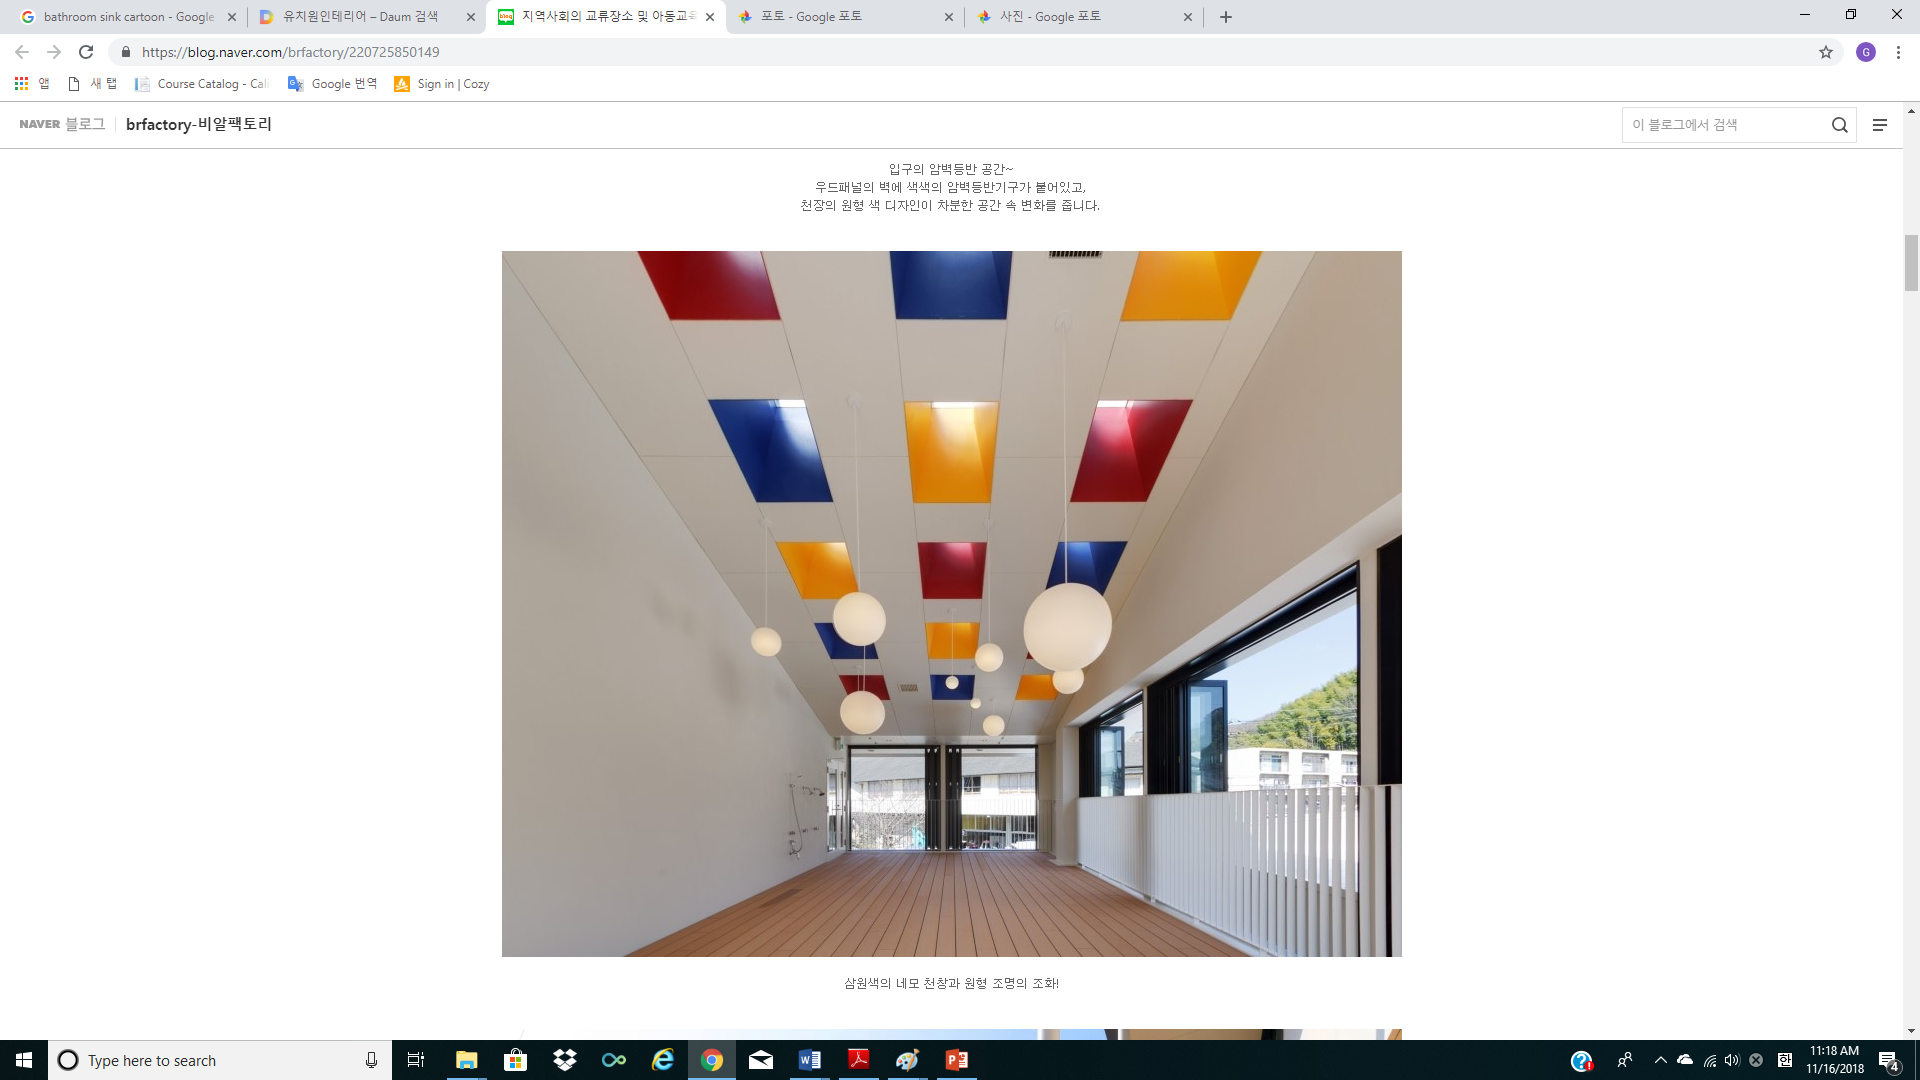 bathroom sink cartoon - Google
유치원인테리어 – Daum 검색
지역사회의 교류장소 및 아동교육
포토 - Google 포토
사진 - Google 포토
https://blog.naver.com/brfactory/220725850149
G
앱
새 탭
Course Catalog - Cali
Google 번역
Sign in | Cozy
NAVER 블로그
brfactory-비알팩토리
이 블로그에서 검색
입구의 암벽등반 공간~
우드패널의 벽에 색색의 암벽등반기구가 붙어있고,
천장의 원형 색 디자인이 차분한 공간 속 변화를 줍니다.
삼원색의 네모 천창과 원형 조명의 조화!
Type here to search
한
11:18 AM
11/16/2018
4